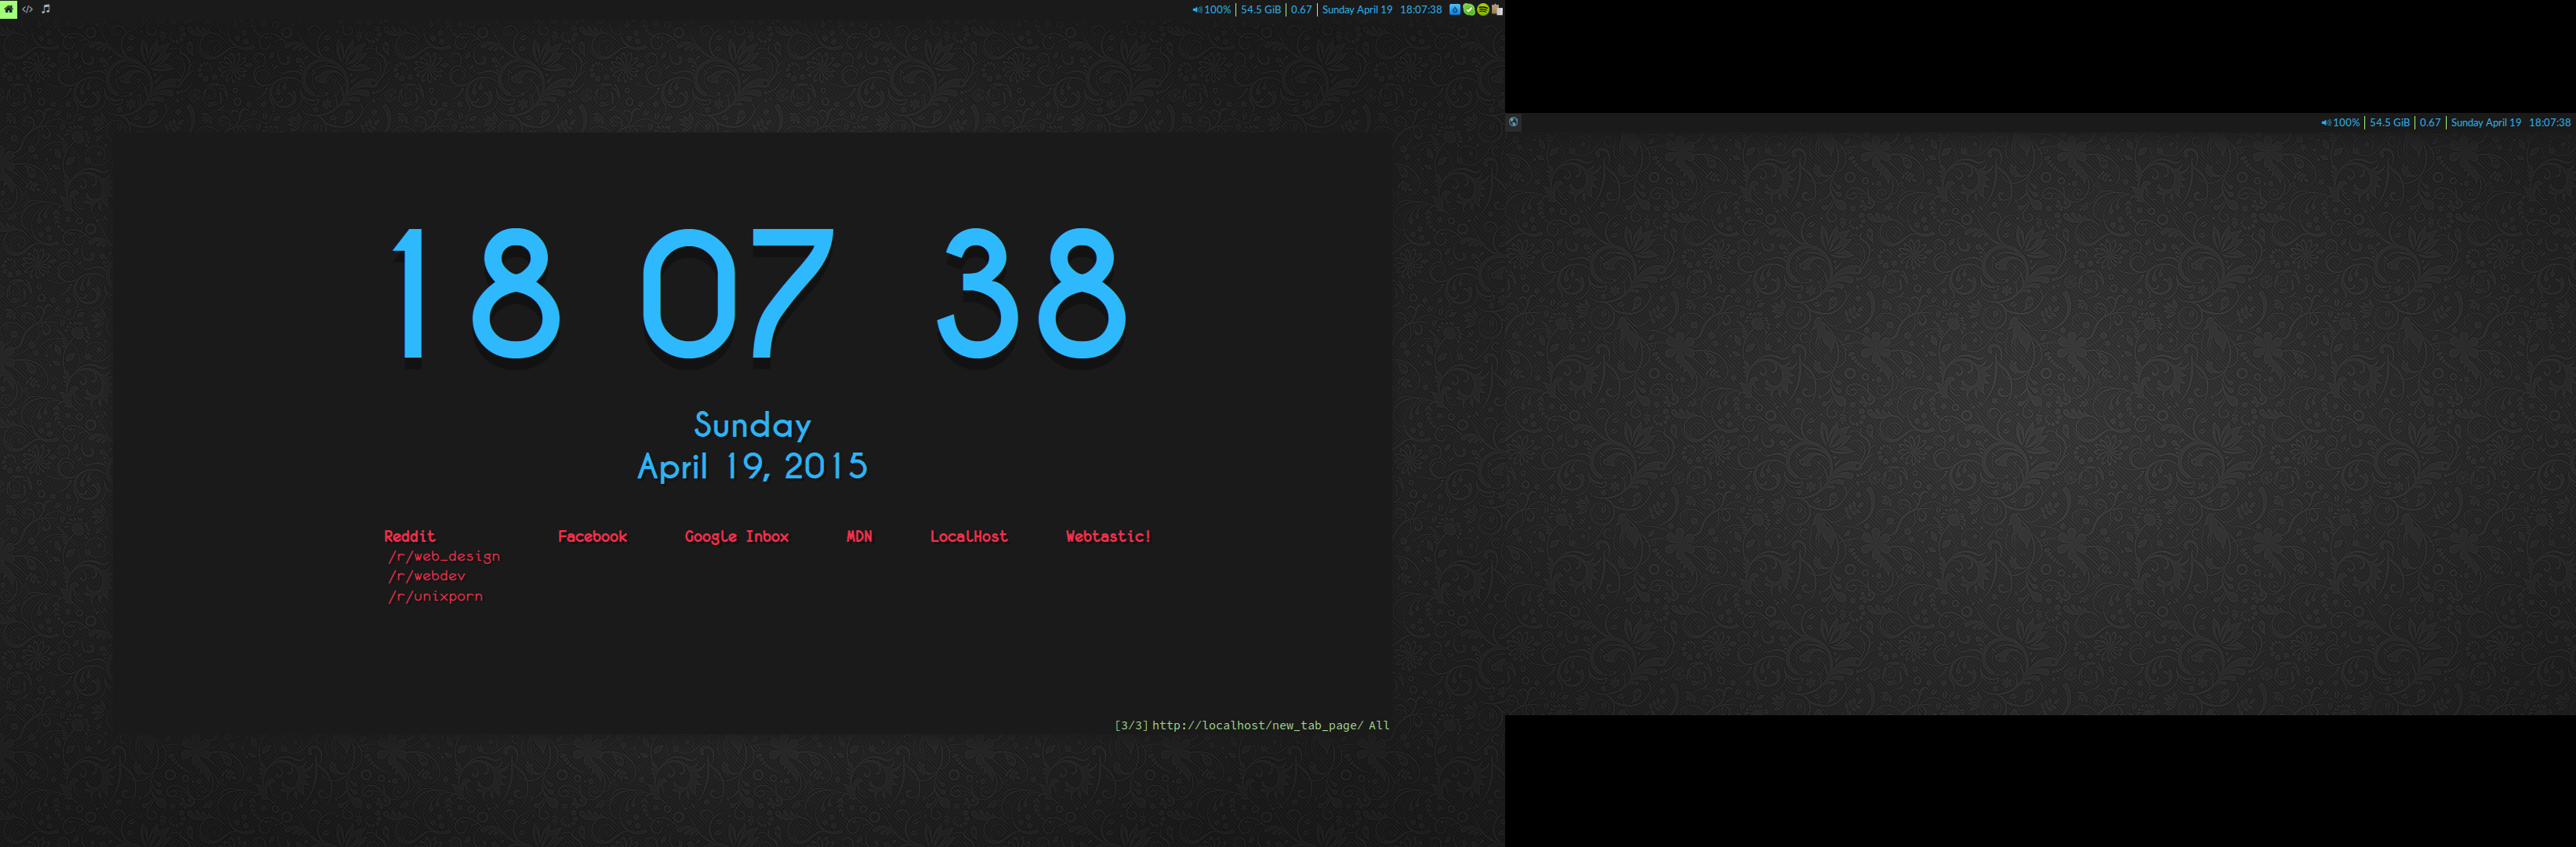 100% 54.5 GiB 0.67 Sunday April 19 18:07:38
100% 54.5 GiB 0.67 Sunday April 19 18:07:38
18 07 38
Sunday
April 19, 2015
Reddit Facebook Google Inbox MDN LocalHost Webtastic!
/r/web_design
/r/webdev
/r/unixporn
[3/3] http://localhost/new_tab_page/ All